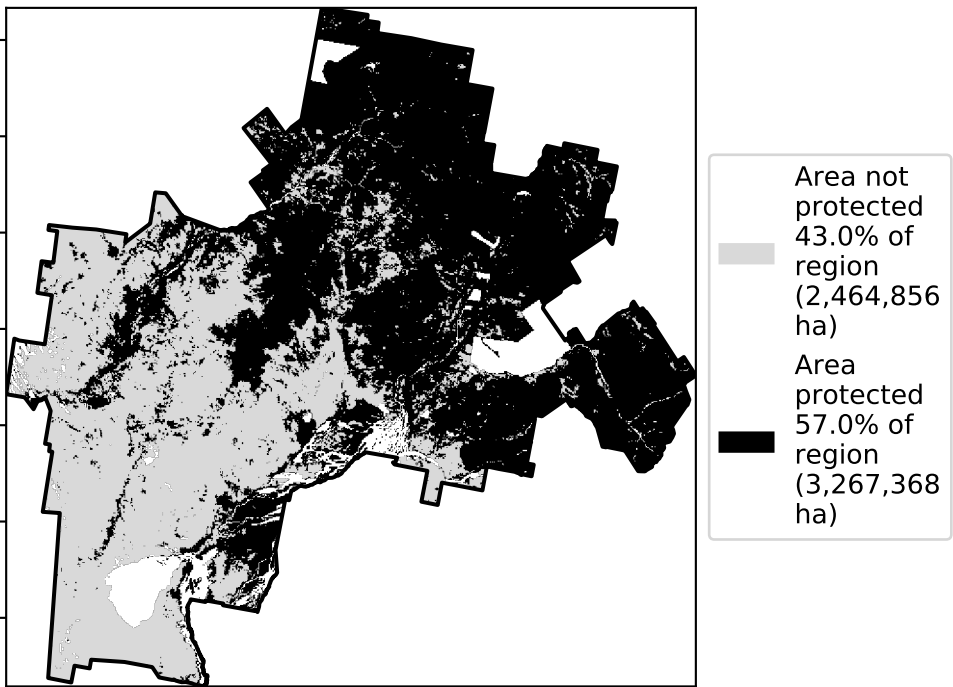 Area not
protected
43.0% of
region
(2,464,856
ha)
Area
protected
57.0% of
region
(3,267,368
ha)